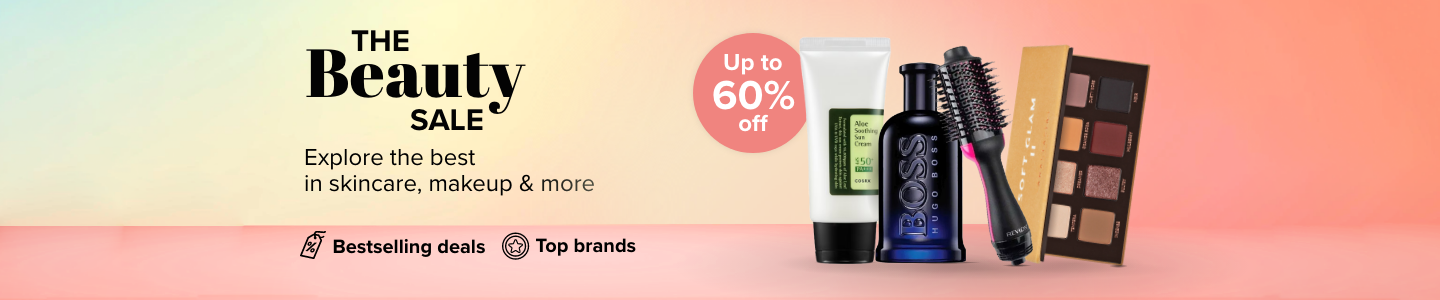 THE
Beauty
SALE
Explore the best
in skincare, makeup & more
%
Bestselling deals
Top brands
Up to
60%
off
Aloe
Soothing
Sun
Cream
COSRX
BOSS
HUGO BOSS
REVLON
SOFT GLAM